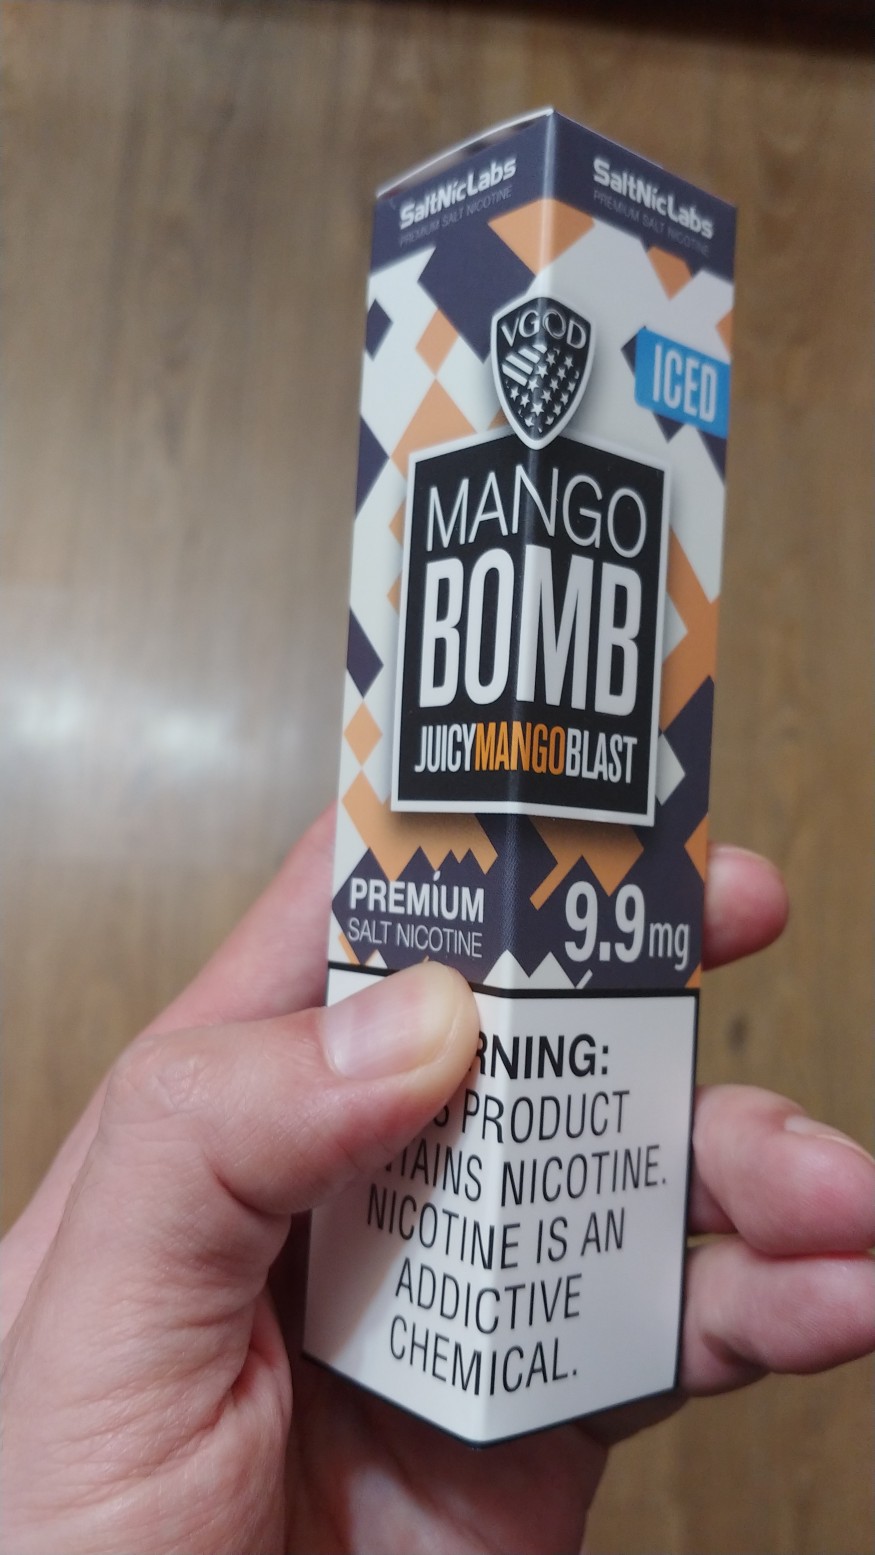 SaltNicLabs
PREMIUM SALT NICOTINE
SaltNicLabs
PREMIUM SALT NICOTINE
VGOD
ICED
MANGO
BOMB
JUICYMANGOBLAST
PREMIUM
SALT NICOTINE
9.9mg
RNING:
PRODUCT
TAINS NICOTINE.
NICOTINE IS AN
ADDICTIVE
CHEMICAL.